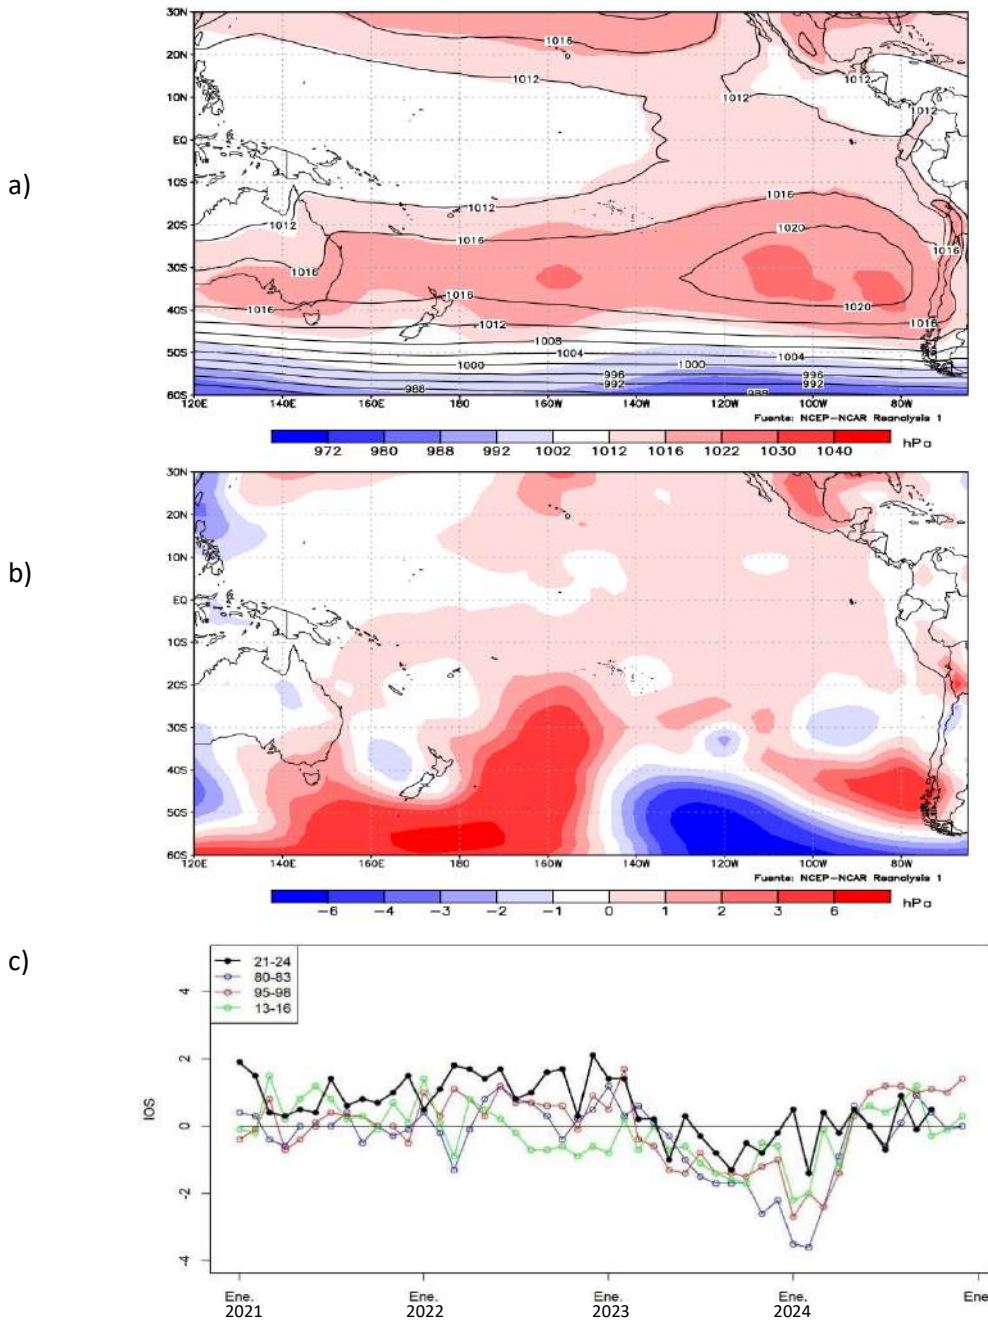 a)
30N
20N
10N
EQ
10S
20S
30S
40S
50S
60S
1016
1012
1012
1012
1012
1016
1012
1020
1012
1016
1016
1016
1016
1016
1020
1016
1012
1008
1004
1004
1000
1000
996
996
992
992
988
988
120E 140E 160E 180 160W 140W 120W 100W 80W
Fuente: NCEP-NCAR Reanalysis 1
972 980 988 992 1002 1012 1016 1022 1030 1040 hPa
b)
30N
20N
10N
EQ
10S
20S
30S
40S
50S
60S
120E 140E 160E 180 160W 140W 120W 100W 80W
Fuente: NCEP-NCAR Reanalysis 1
-6 -4 -3 -2 -1 0 1 2 3 6 hPa
c)
21-24
80-83
95-98
13-16
IOS
4
2
0
-2
-4
Ene. Ene. Ene. Ene. Ene
2021 2022 2023 2024